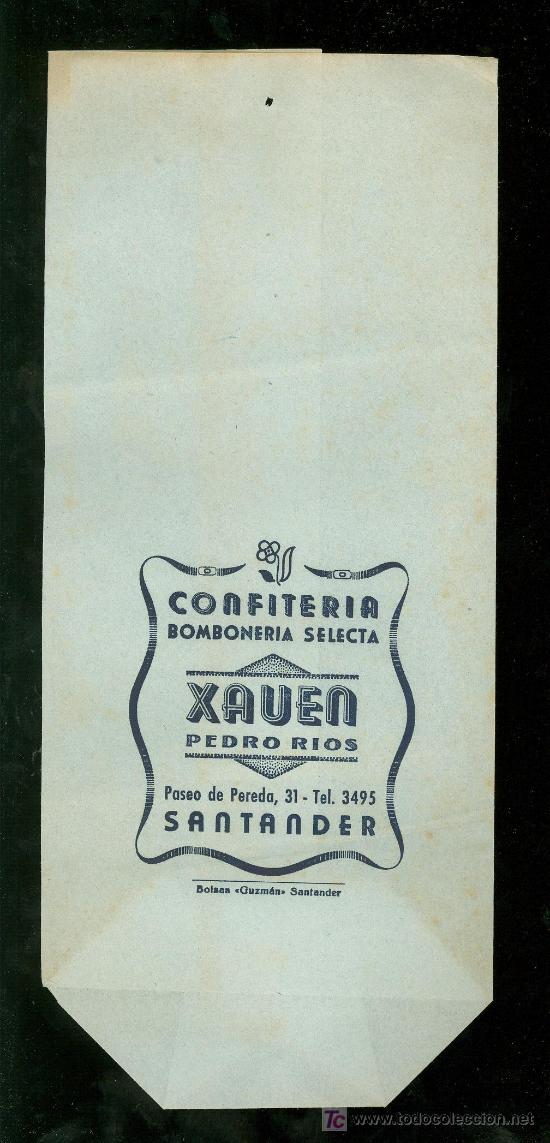 CONFITERIA
BOMBONERIA SELECTA
XAUEN
PEDRO RIOS
Paseo de Pereda, 31 - Tel. 3495
SANTANDER
Bolsas «Guzmán» Santander
Tc www.todocoleccion.net